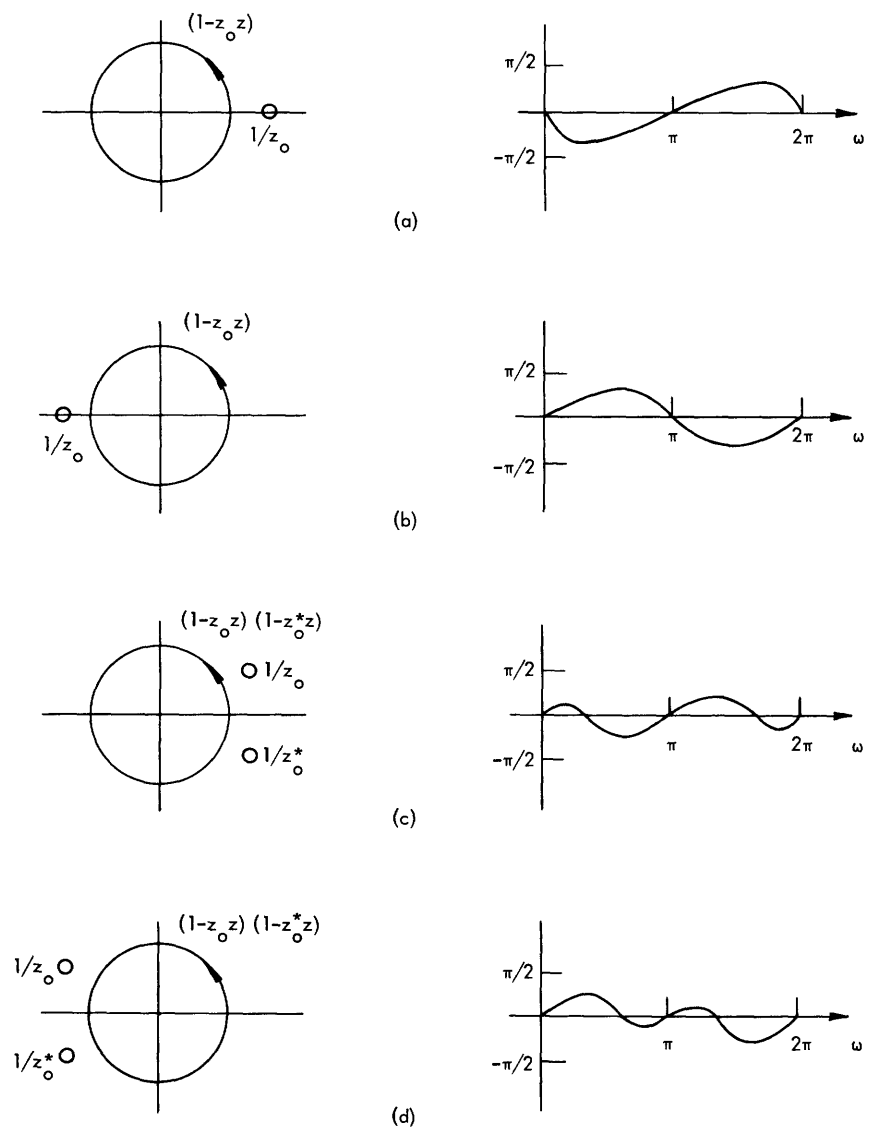 (1-z_o z)
1/z_o
π/2
-π/2
π
2π
ω
(a)
(1-z_o z)
1/z_o
π/2
-π/2
π
2π
ω
(b)
(1-z_o z) (1-z_o^* z)
1/z_o
1/z_o^*
π/2
-π/2
π
2π
ω
(c)
(1-z_o z) (1-z_o^* z)
1/z_o
1/z_o^*
π/2
-π/2
π
2π
ω
(d)